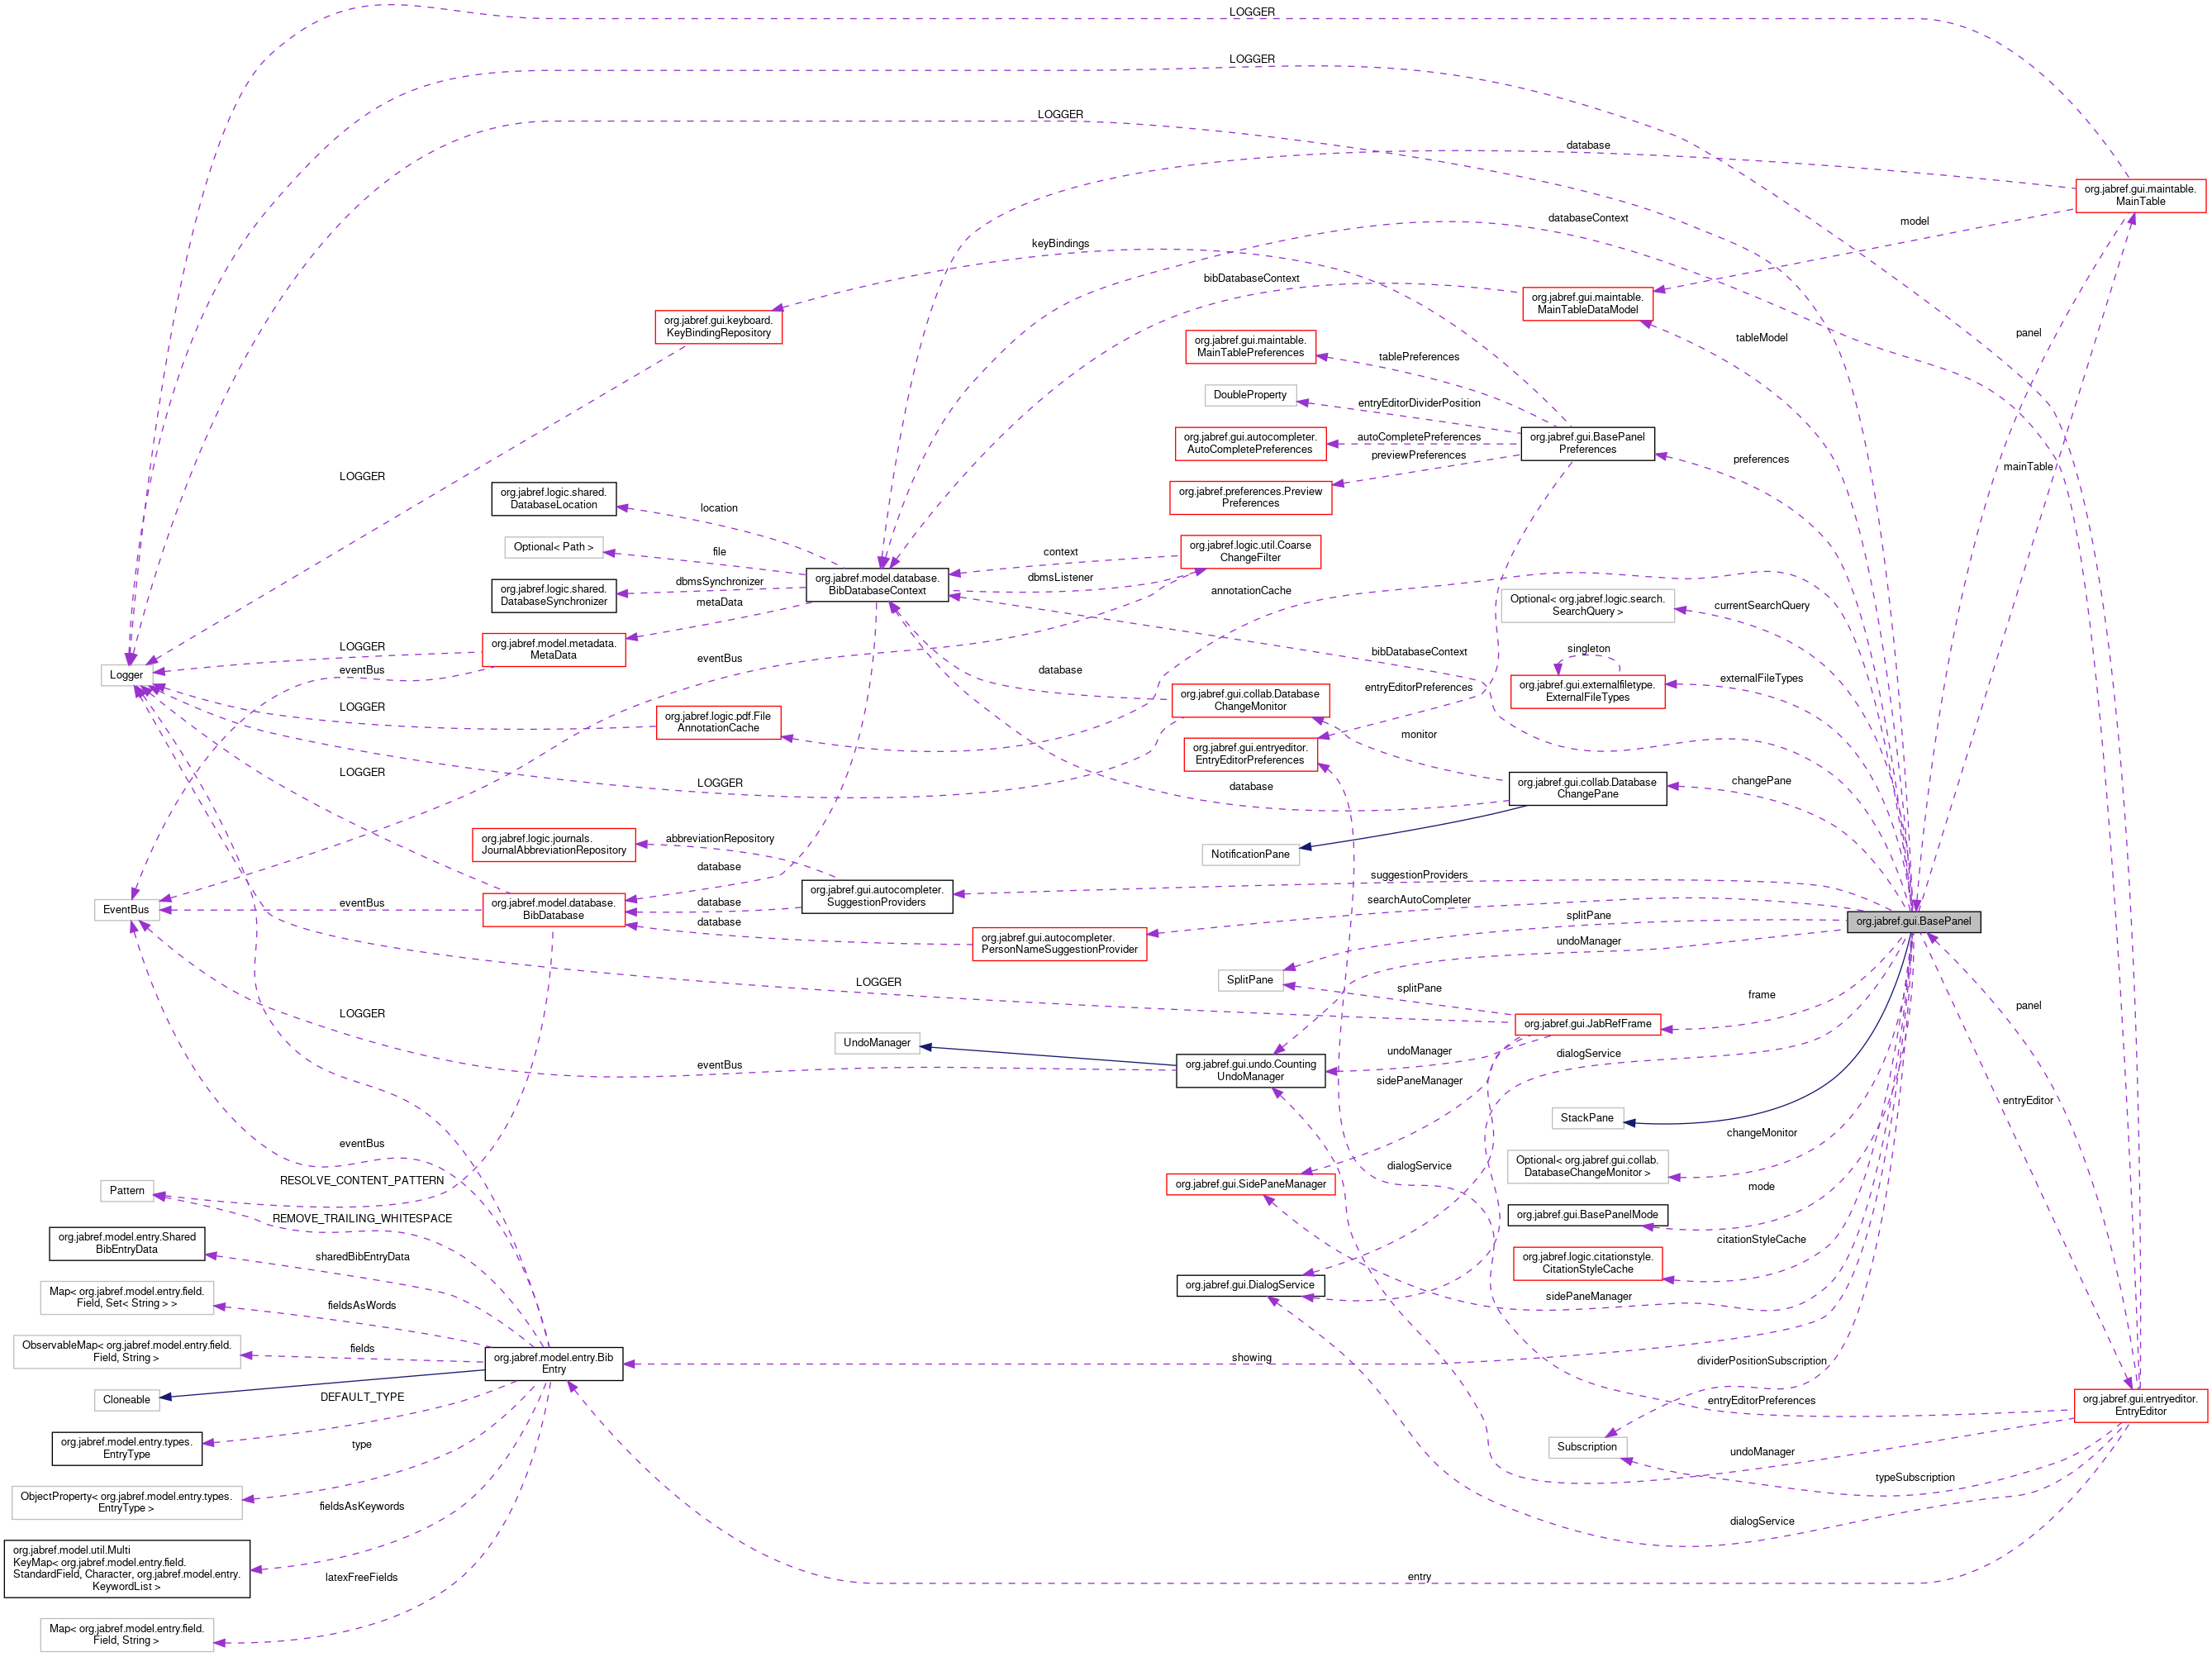 LOGGER
LOGGER
LOGGER
database
org.jabref.gui.maintable.
MainTable
databaseContext
model
keyBindings
bibDatabaseContext
org.jabref.gui.maintable.
MainTableDataModel
org.jabref.gui.keyboard.
KeyBindingRepository
panel
tableModel
org.jabref.gui.maintable.
MainTablePreferences
tablePreferences
DoubleProperty
entryEditorDividerPosition
org.jabref.gui.autocompleter.
AutoCompletePreferences
autoCompletePreferences
previewPreferences
org.jabref.gui.BasePanel
Preferences
preferences
mainTable
LOGGER
org.jabref.preferences.Preview
Preferences
org.jabref.logic.shared.
DatabaseLocation
location
Optional< Path >
file
org.jabref.logic.util.Coarse
ChangeFilter
context
dbmsListener
org.jabref.logic.shared.
DatabaseSynchronizer
dbmsSynchronizer
org.jabref.model.database.
BibDatabaseContext
metaData
annotationCache
Optional< org.jabref.logic.search.
SearchQuery >
currentSearchQuery
org.jabref.model.metadata.
MetaData
LOGGER
eventBus
eventBus
Logger
database
bibDatabaseContext
singleton
entryEditorPreferences
org.jabref.gui.externalfiletype.
ExternalFileTypes
externalFileTypes
org.jabref.gui.collab.Database
ChangeMonitor
LOGGER
org.jabref.logic.pdf.File
AnnotationCache
monitor
org.jabref.gui.entryeditor.
EntryEditorPreferences
LOGGER
LOGGER
database
org.jabref.gui.collab.Database
ChangePane
changePane
org.jabref.logic.journals.
JournalAbbreviationRepository
abbreviationRepository
NotificationPane
database
suggestionProviders
org.jabref.gui.autocompleter.
SuggestionProviders
EventBus
eventBus
org.jabref.model.database.
BibDatabase
database
database
searchAutoCompleter
splitPane
org.jabref.gui.BasePanel
org.jabref.gui.autocompleter.
PersonNameSuggestionProvider
undoManager
SplitPane
LOGGER
splitPane
frame
panel
LOGGER
org.jabref.gui.JabRefFrame
UndoManager
undoManager
dialogService
eventBus
org.jabref.gui.undo.Counting
UndoManager
sidePaneManager
entryEditor
StackPane
changeMonitor
eventBus
dialogService
Optional< org.jabref.gui.collab.
DatabaseChangeMonitor >
RESOLVE_CONTENT_PATTERN
Pattern
org.jabref.gui.SidePaneManager
mode
REMOVE_TRAILING_WHITESPACE
org.jabref.gui.BasePanelMode
org.jabref.model.entry.Shared
BibEntryData
sharedBibEntryData
citationStyleCache
org.jabref.logic.citationstyle.
CitationStyleCache
org.jabref.gui.DialogService
sidePaneManager
Map< org.jabref.model.entry.field.
Field, Set< String > >
fieldsAsWords
ObservableMap< org.jabref.model.entry.field.
Field, String >
fields
org.jabref.model.entry.Bib
Entry
showing
dividerPositionSubscription
Cloneable
DEFAULT_TYPE
entryEditorPreferences
org.jabref.gui.entryeditor.
EntryEditor
org.jabref.model.entry.types.
EntryType
type
Subscription
undoManager
typeSubscription
ObjectProperty< org.jabref.model.entry.types.
EntryType >
fieldsAsKeywords
dialogService
org.jabref.model.util.Multi
KeyMap< org.jabref.model.entry.field.
StandardField, Character, org.jabref.model.entry.
KeywordList >
latexFreeFields
entry
Map< org.jabref.model.entry.field.
Field, String >